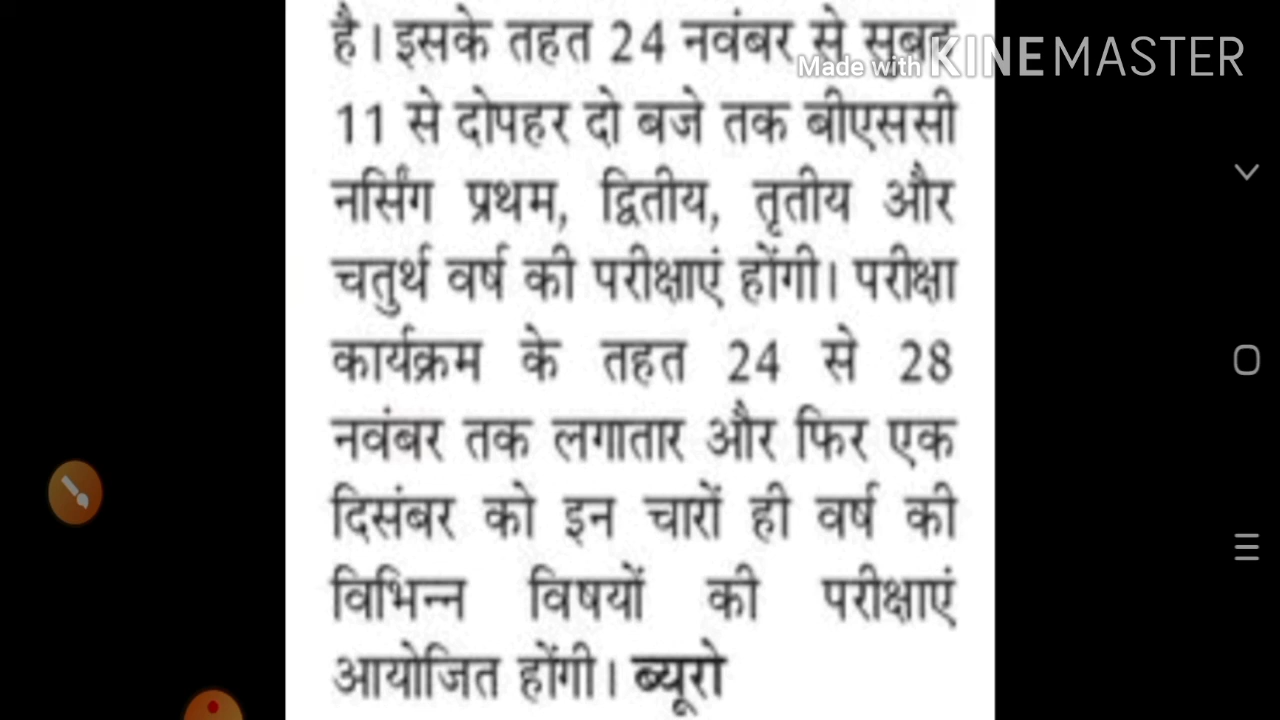 है। इसके तहत 24 नवंबर से सुबह
Made with KINEMASTER
11 से दोपहर दो बजे तक बीएससी
नर्सिंग प्रथम, द्वितीय, तृतीय और
चतुर्थ वर्ष की परीक्षाएं होंगी। परीक्षा
कार्यक्रम के तहत 24 से 28
नवंबर तक लगातार और फिर एक
दिसंबर को इन चारों ही वर्ष की
विभिन्न विषयों की परीक्षाएं
आयोजित होंगी। ब्यूरो